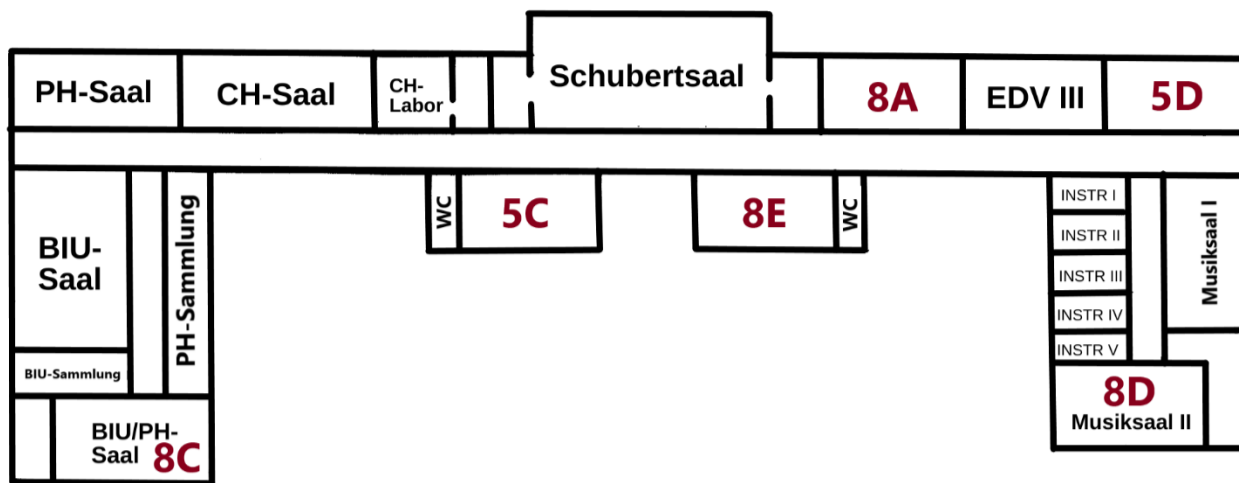 PH-Saal
CH-Saal
CH-
Labor
Schubertsaal
8A
EDV III
5D
BIU-
Saal
PH-Sammlung
WC
5C
8E
WC
INSTR I
INSTR II
INSTR III
INSTR IV
INSTR V
Musiksaal I
BIU-Sammlung
BIU/PH-
Saal 8C
8D
Musiksaal II